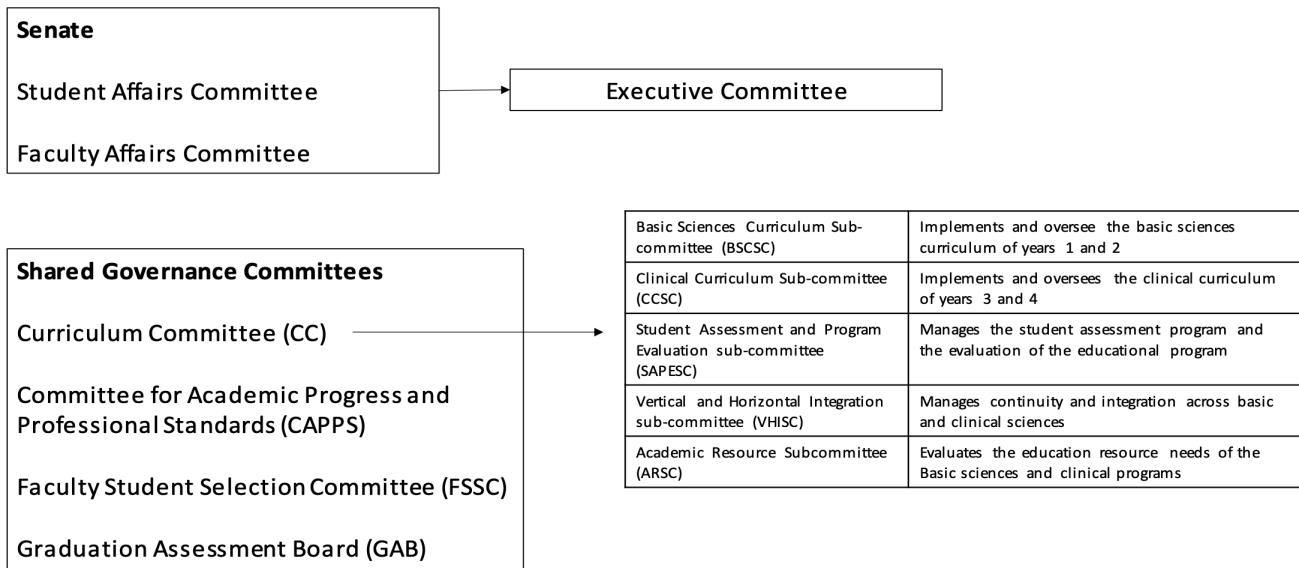 Senate
Student Affairs Committee
Faculty Affairs Committee
Executive Committee
Shared Governance Committees
Curriculum Committee (CC)
Committee for Academic Progress and
Professional Standards (CAPPS)
Faculty Student Selection Committee (FSSC)
Graduation Assessment Board (GAB)
Basic Sciences Curriculum Sub-
committee (BSCSC)
Implements and oversee the basic sciences
curriculum of years 1 and 2
Clinical Curriculum Sub-committee
(CCSC)
Implements and oversees the clinical curriculum
of years 3 and 4
Student Assessment and Program
Evaluation sub-committee
(SAPESC)
Manages the student assessment program and
the evaluation of the educational program
Vertical and Horizontal Integration
sub-committee (VHISC)
Manages continuity and integration across basic
and clinical sciences
Academic Resource Subcommittee
(ARSC)
Evaluates the education resource needs of the
Basic sciences and clinical programs